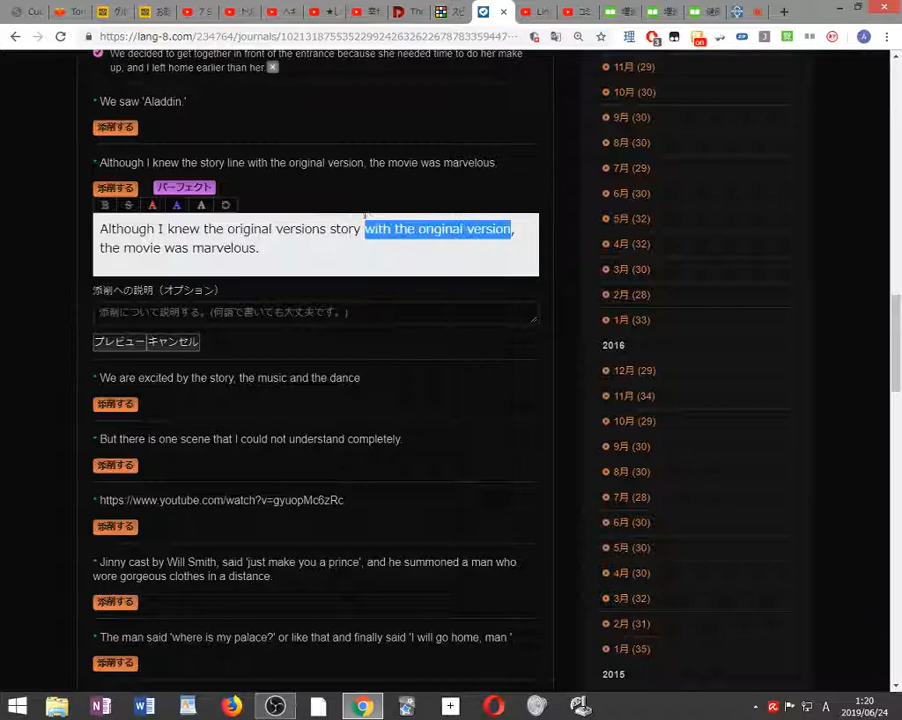 https://lang-8.com/234764/journals/
We decided to get together in front of the entrance because she needed time to do her make
up, and I left home earlier than her.
We saw 'Aladdin.'
添削する
Although I knew the story line with the original version, the movie was marvelous.
添削する パーフェクト
B S A A A
Although I knew the original versions story with the original version,
the movie was marvelous.
添削への説明（オプション）
添削について説明する。(何語で書いても大丈夫です。)
プレビュー キャンセル
We are excited by the story, the music and the dance
添削する
But there is one scene that I could not understand completely.
添削する
https://www.youtube.com/watch?v=gyuopMc6zRc
添削する
Jinny cast by Will Smith, said 'just make you a prince', and he summoned a man who
wore gorgeous clothes in a distance.
添削する
The man said 'where is my palace?' or like that and finally said 'I will go home, man '.
添削する
11月 (29)
10月 (30)
9月 (30)
8月 (30)
7月 (29)
6月 (30)
5月 (32)
4月 (32)
3月 (30)
2月 (28)
1月 (33)
2016
12月 (29)
11月 (34)
10月 (29)
9月 (30)
8月 (30)
7月 (28)
6月 (30)
5月 (30)
4月 (30)
3月 (32)
2月 (31)
1月 (35)
2015
1:20
2019/06/24